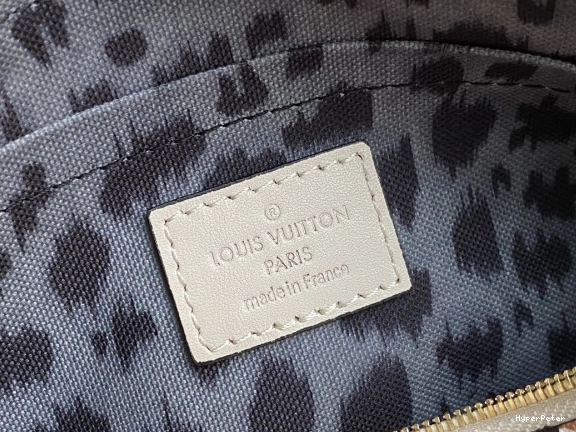 ®
LOUIS VUITTON
PARIS
made in France
HyperPeter